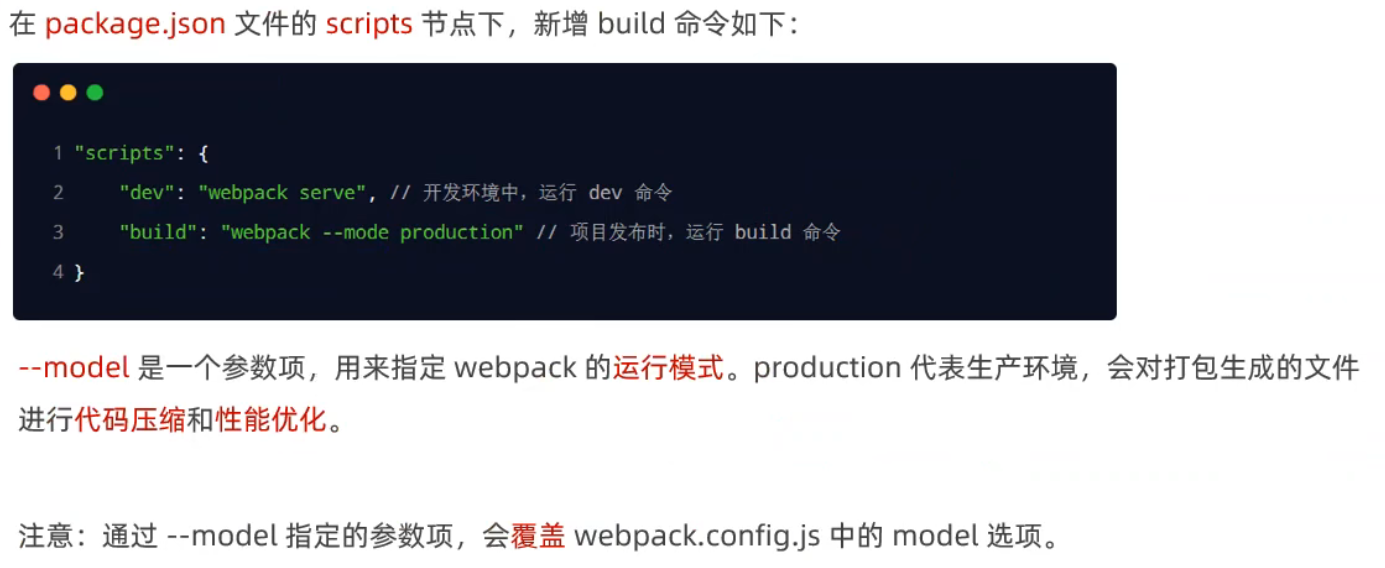 在 package.json 文件的 scripts 节点下，新增 build 命令如下：
1 "scripts": {
2     "dev": "webpack serve", // 开发环境中，运行 dev 命令
3     "build": "webpack --mode production" // 项目发布时，运行 build 命令
4 }
--model 是一个参数项，用来指定 webpack 的运行模式。production 代表生产环境，会对打包生成的文件
进行代码压缩和性能优化。
注意：通过 --model 指定的参数项，会覆盖 webpack.config.js 中的 model 选项。